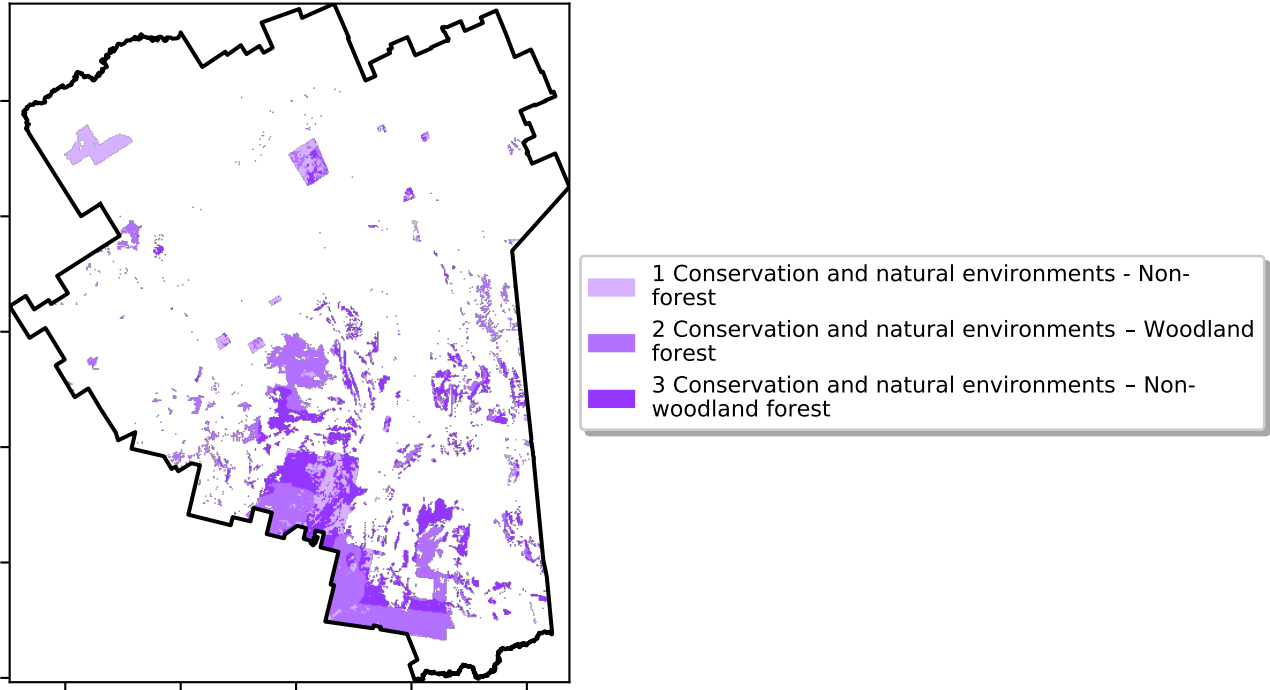 1 Conservation and natural environments - Non-
forest
2 Conservation and natural environments – Woodland
forest
3 Conservation and natural environments – Non-
woodland forest